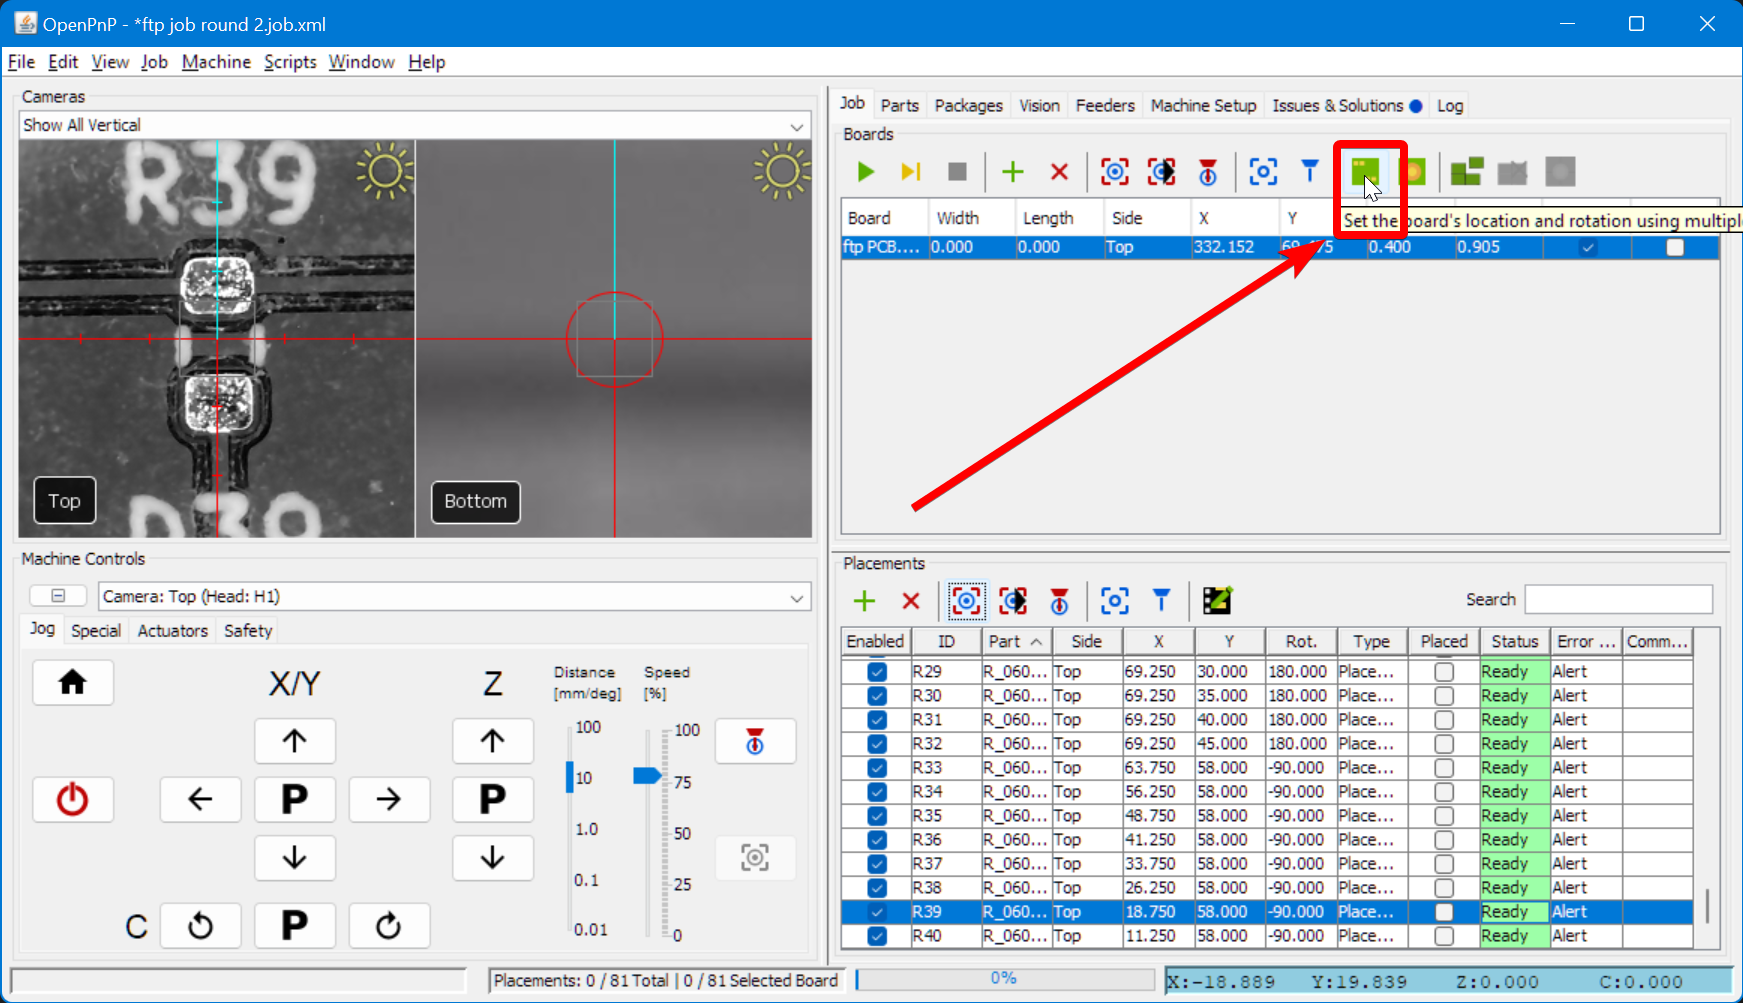 OpenPnP - *ftp job round 2.job.xml
File Edit View Job Machine Scripts Window Help
Cameras
Show All Vertical
R39
D39
Top
Bottom
Machine Controls
Camera: Top (Head: H1)
Jog Special Actuators Safety
X/Y
Z
Distance
[mm/deg]
Speed
[%]
100
10
1.0
0.1
0.01
100
75
50
25
0
P
P
C
P
Job Parts Packages Vision Feeders Machine Setup Issues & Solutions Log
Boards
Board Width Length Side X Y
Set the board's location and rotation using multiple
ftp PCB.... 0.000 0.000 Top 332.152 0.400 0.905
Placements
Search
Enabled ID Part Side X Y Rot. Type Placed Status Error ... Comm...
R29 R_060... Top 69.250 30.000 180.000 Place... Ready Alert
R30 R_060... Top 69.250 35.000 180.000 Place... Ready Alert
R31 R_060... Top 69.250 40.000 180.000 Place... Ready Alert
R32 R_060... Top 69.250 45.000 180.000 Place... Ready Alert
R33 R_060... Top 63.750 58.000 -90.000 Place... Ready Alert
R34 R_060... Top 56.250 58.000 -90.000 Place... Ready Alert
R35 R_060... Top 48.750 58.000 -90.000 Place... Ready Alert
R36 R_060... Top 41.250 58.000 -90.000 Place... Ready Alert
R37 R_060... Top 33.750 58.000 -90.000 Place... Ready Alert
R38 R_060... Top 26.250 58.000 -90.000 Place... Ready Alert
R39 R_060... Top 18.750 58.000 -90.000 Place... Ready Alert
R40 R_060... Top 11.250 58.000 -90.000 Place... Ready Alert
Placements: 0 / 81 Total | 0 / 81 Selected Board
0%
X:-18.889 Y:19.839 Z:0.000 C:0.000